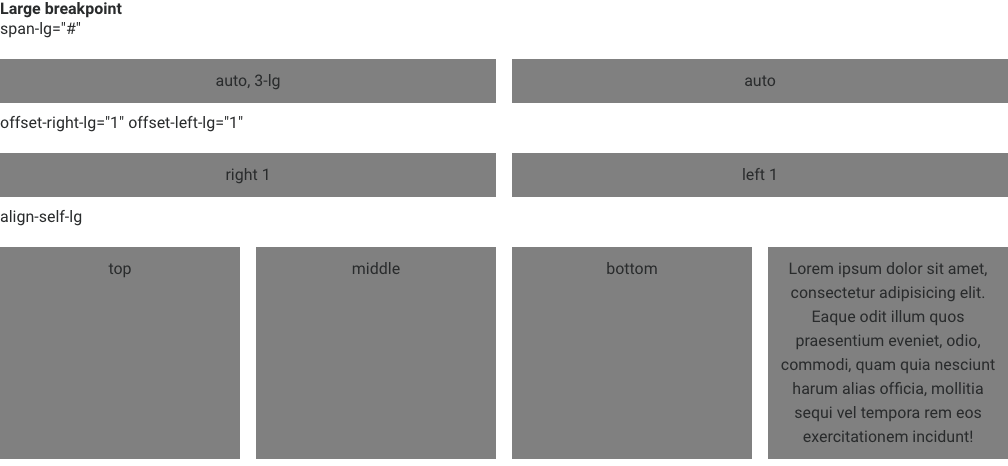 Large breakpoint
span-lg="#"
auto, 3-lg
auto
offset-right-lg="1" offset-left-lg="1"
right 1
left 1
align-self-lg
top
middle
bottom
Lorem ipsum dolor sit amet,
consectetur adipisicing elit.
Eaque odit illum quos
praesentium eveniet, odio,
commodi, quam quia nesciunt
harum alias officia, mollitia
sequi vel tempora rem eos
exercitationem incidunt!